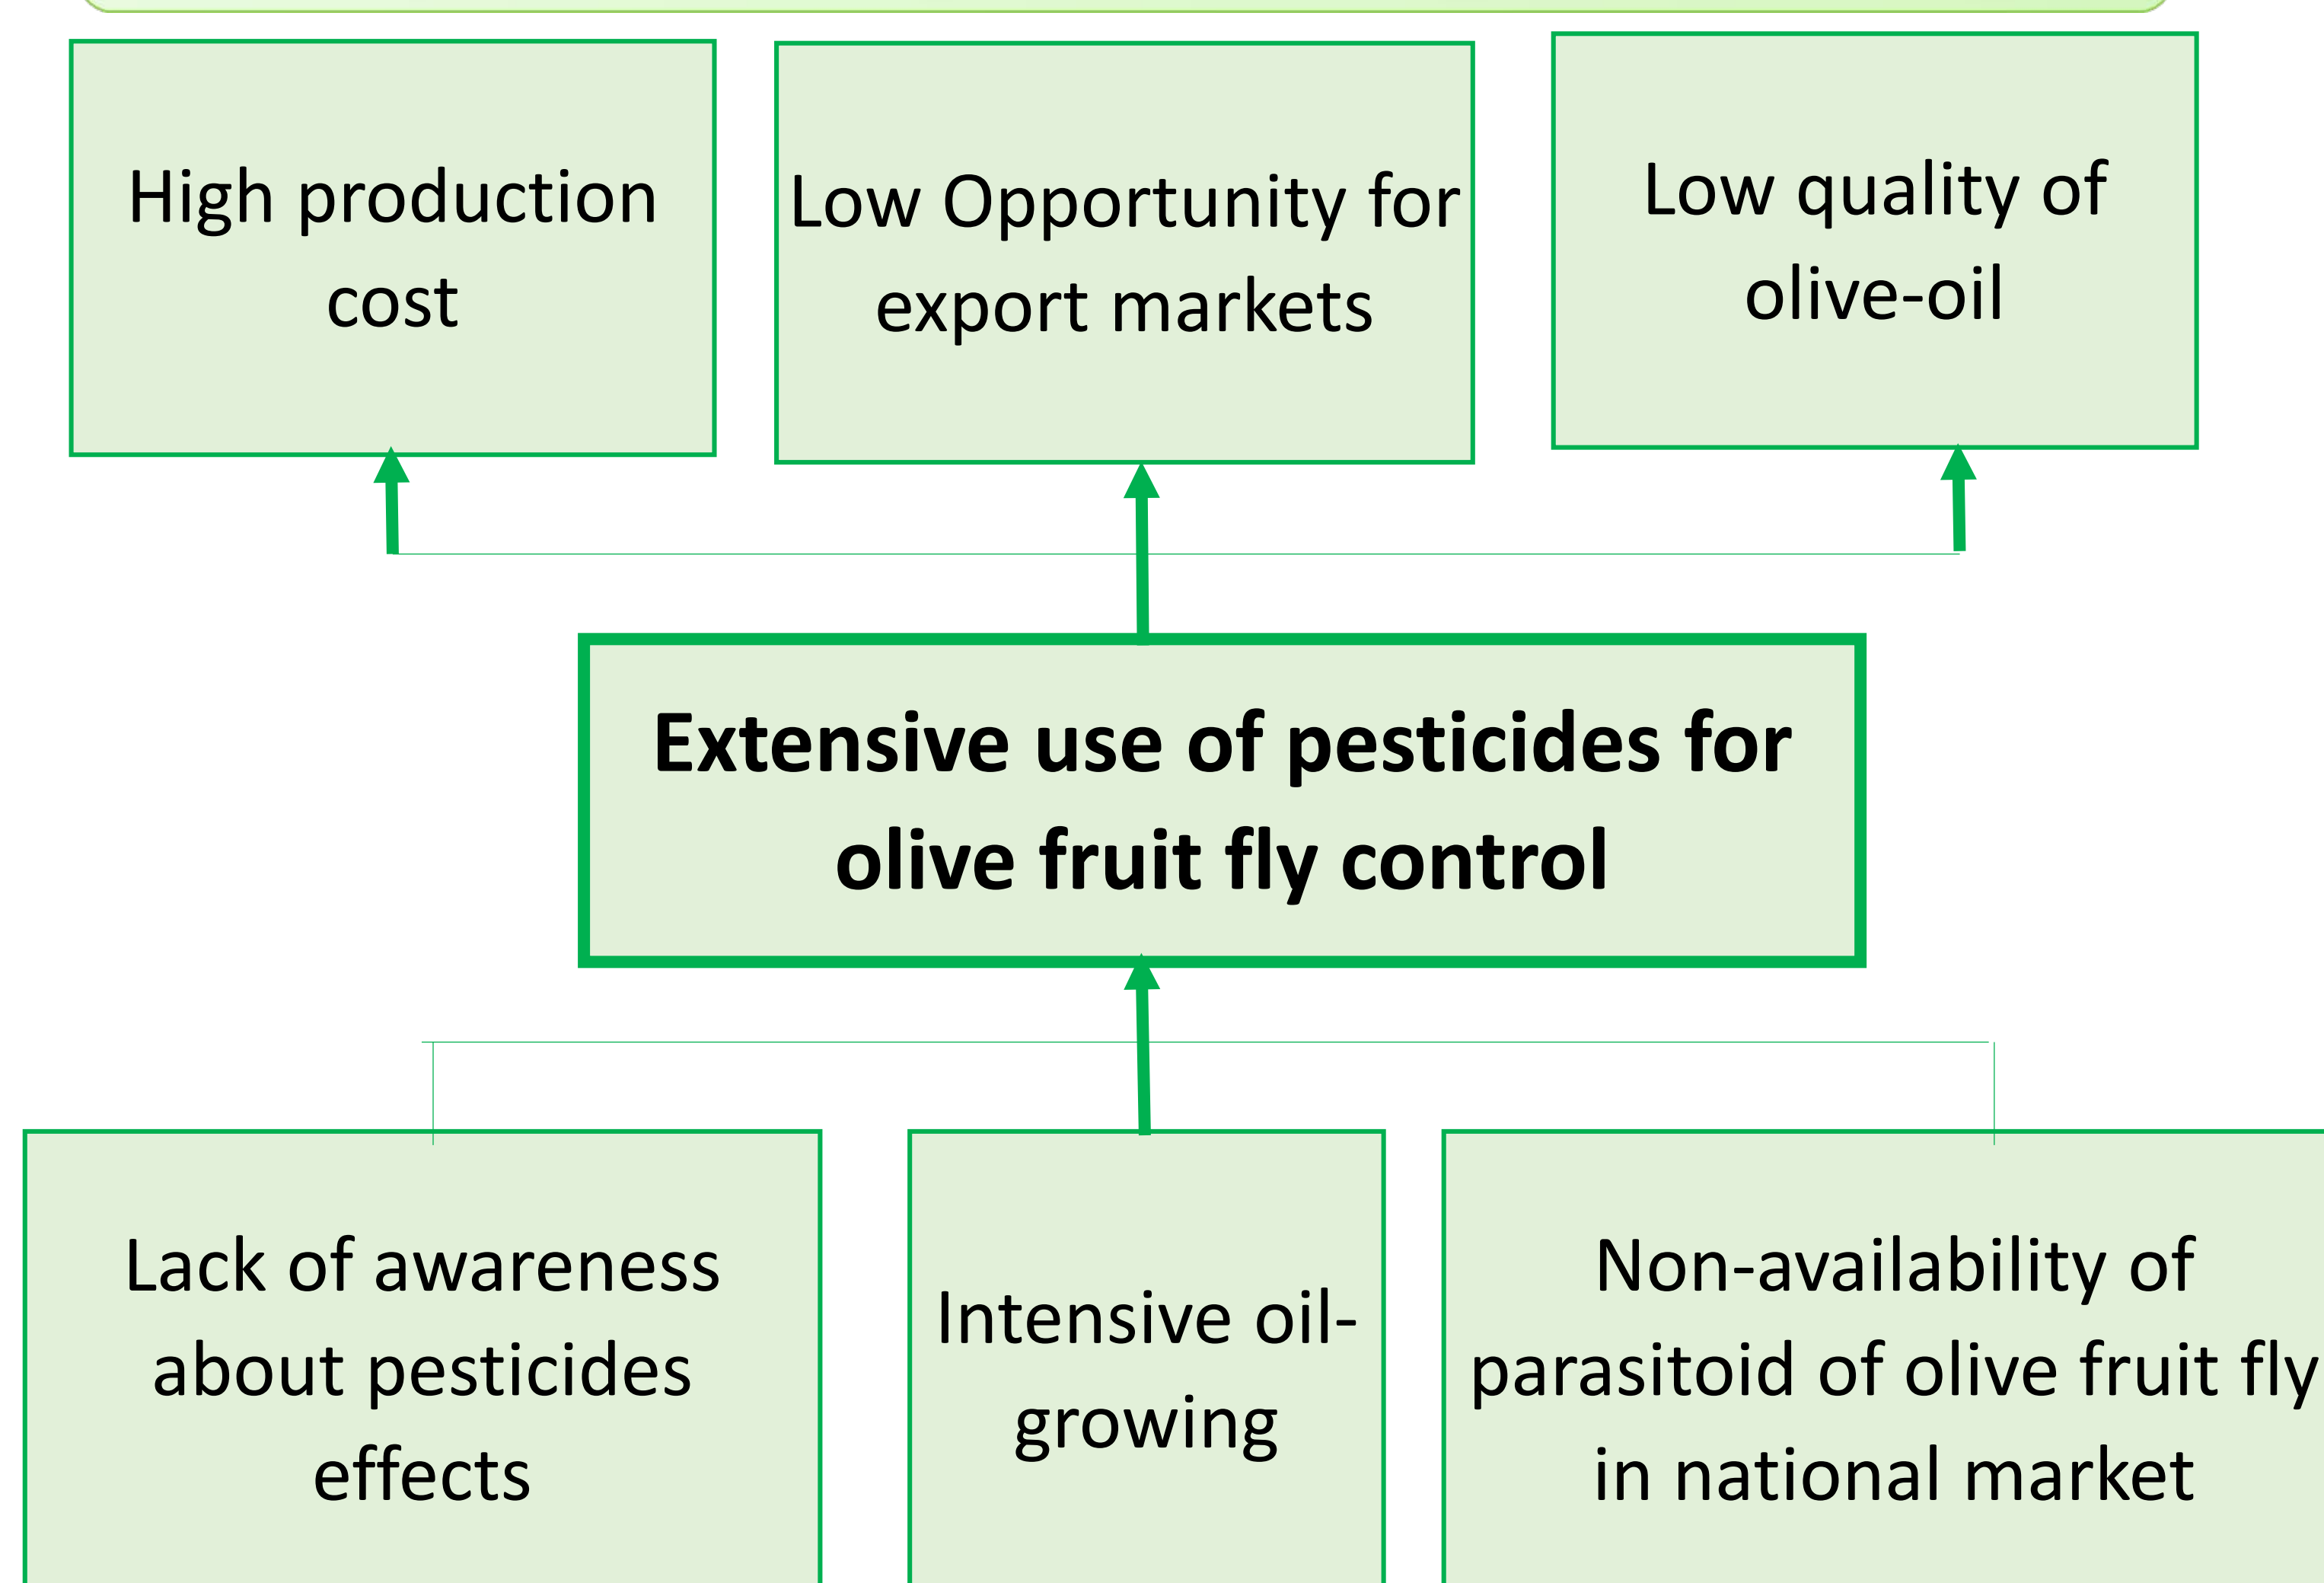 High production
cost
Low Opportunity for
export markets
Low quality of
olive-oil
Extensive use of pesticides for
olive fruit fly control
Lack of awareness
about pesticides
effects
Intensive oil-
growing
Non-availability of
parasitoid of olive fruit fly
in national market